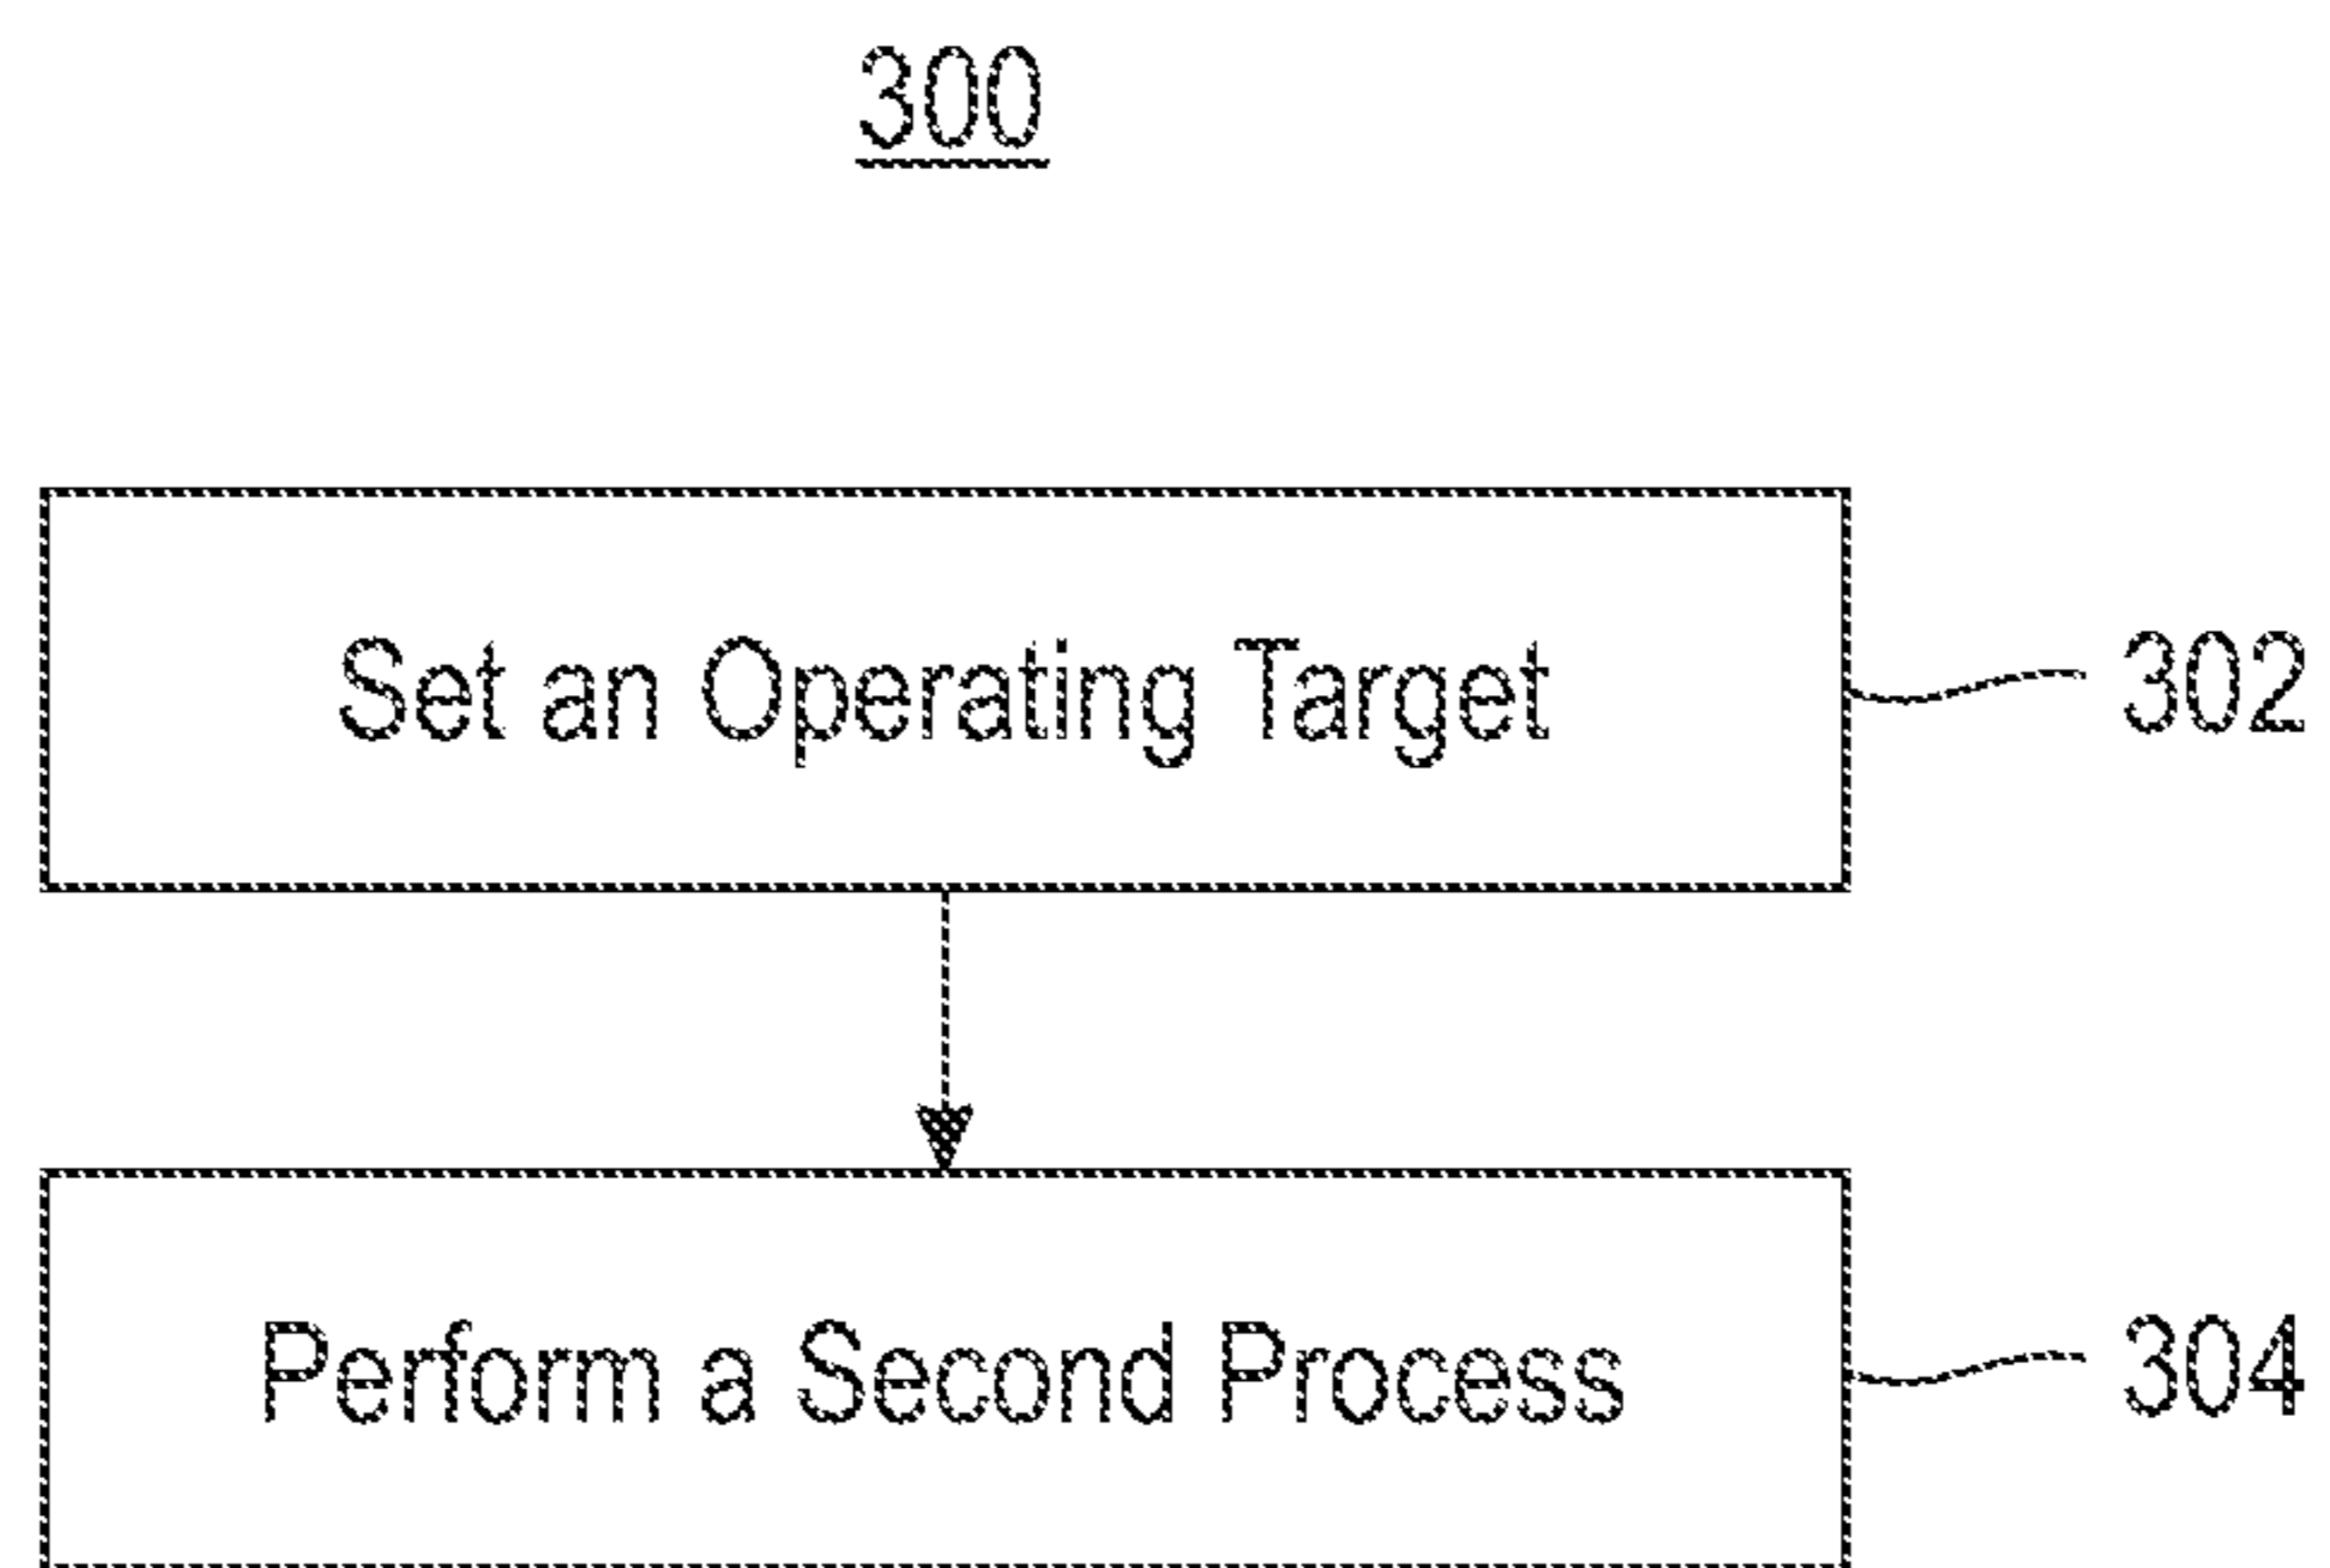 300
Set an Operating Target
302
Perform a Second Process
304